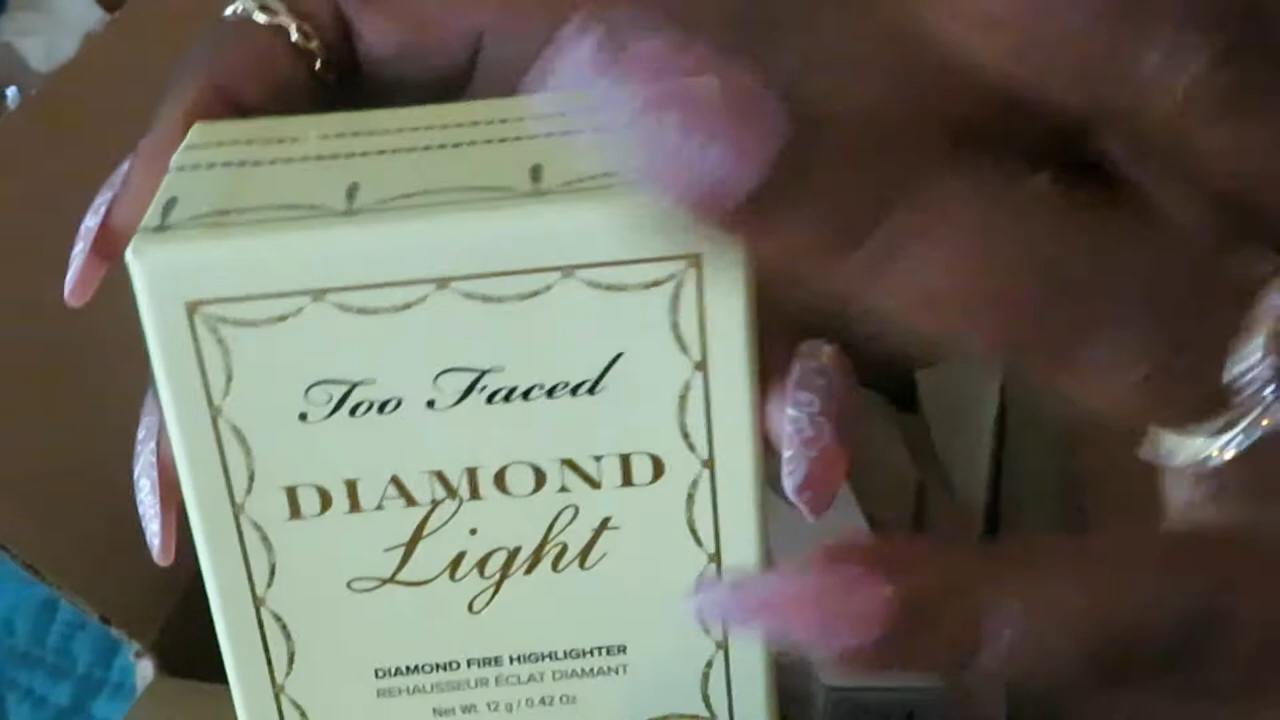 Too Faced
DIAMOND
Light
DIAMOND FIRE HIGHLIGHTER
REHAUSSEUR ÉCLAT DIAMANT
Net Wt. 12 g / 0.42 Oz